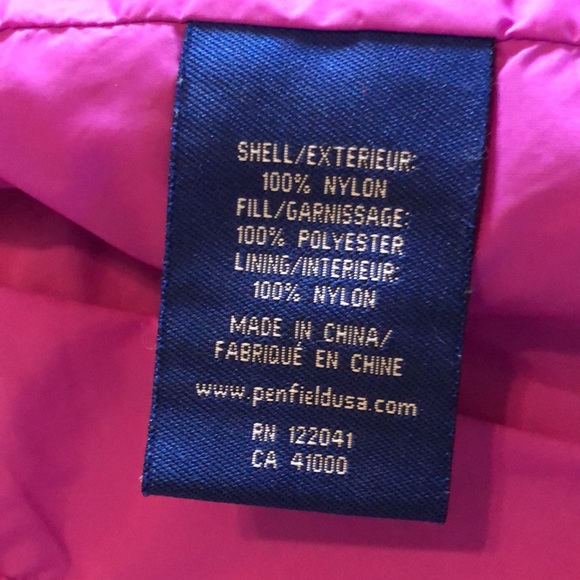 SHELL/EXTERIEUR:
100% NYLON
FILL/GARNISSAGE:
100% POLYESTER
LINING/INTERIEUR:
100% NYLON
MADE IN CHINA/
FABRIQUÉ EN CHINE
www.penfieldusa.com
RN 122041
CA 41000